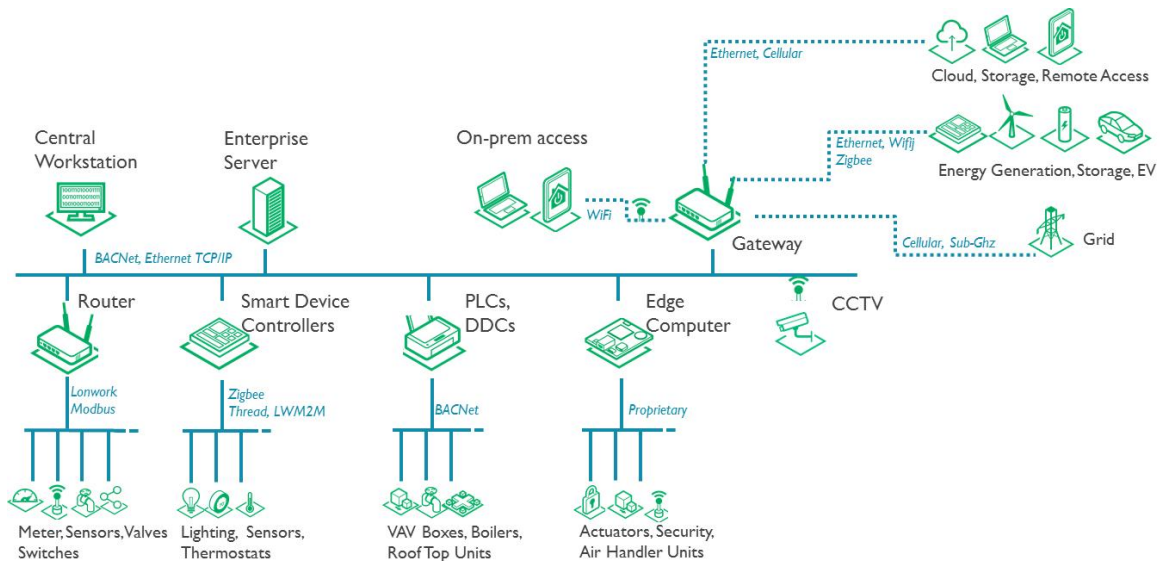 Ethernet, Cellular
Cloud, Storage, Remote Access
Central
Workstation
Enterprise
Server
On-prem access
Ethernet, Wifij
Zigbee
Energy Generation, Storage, EV
WiFi
Gateway
Cellular, Sub-Ghz
Grid
BACNet, Ethernet TCP/IP
Router
Smart Device
Controllers
PLCs,
DDCs
Edge
Computer
CCTV
Lonwork
Modbus
Zigbee
Thread, LWM2M
BACNet
Proprietary
Meter, Sensors, Valves
Switches
Lighting, Sensors,
Thermostats
VAV Boxes, Boilers,
Roof Top Units
Actuators, Security,
Air Handler Units